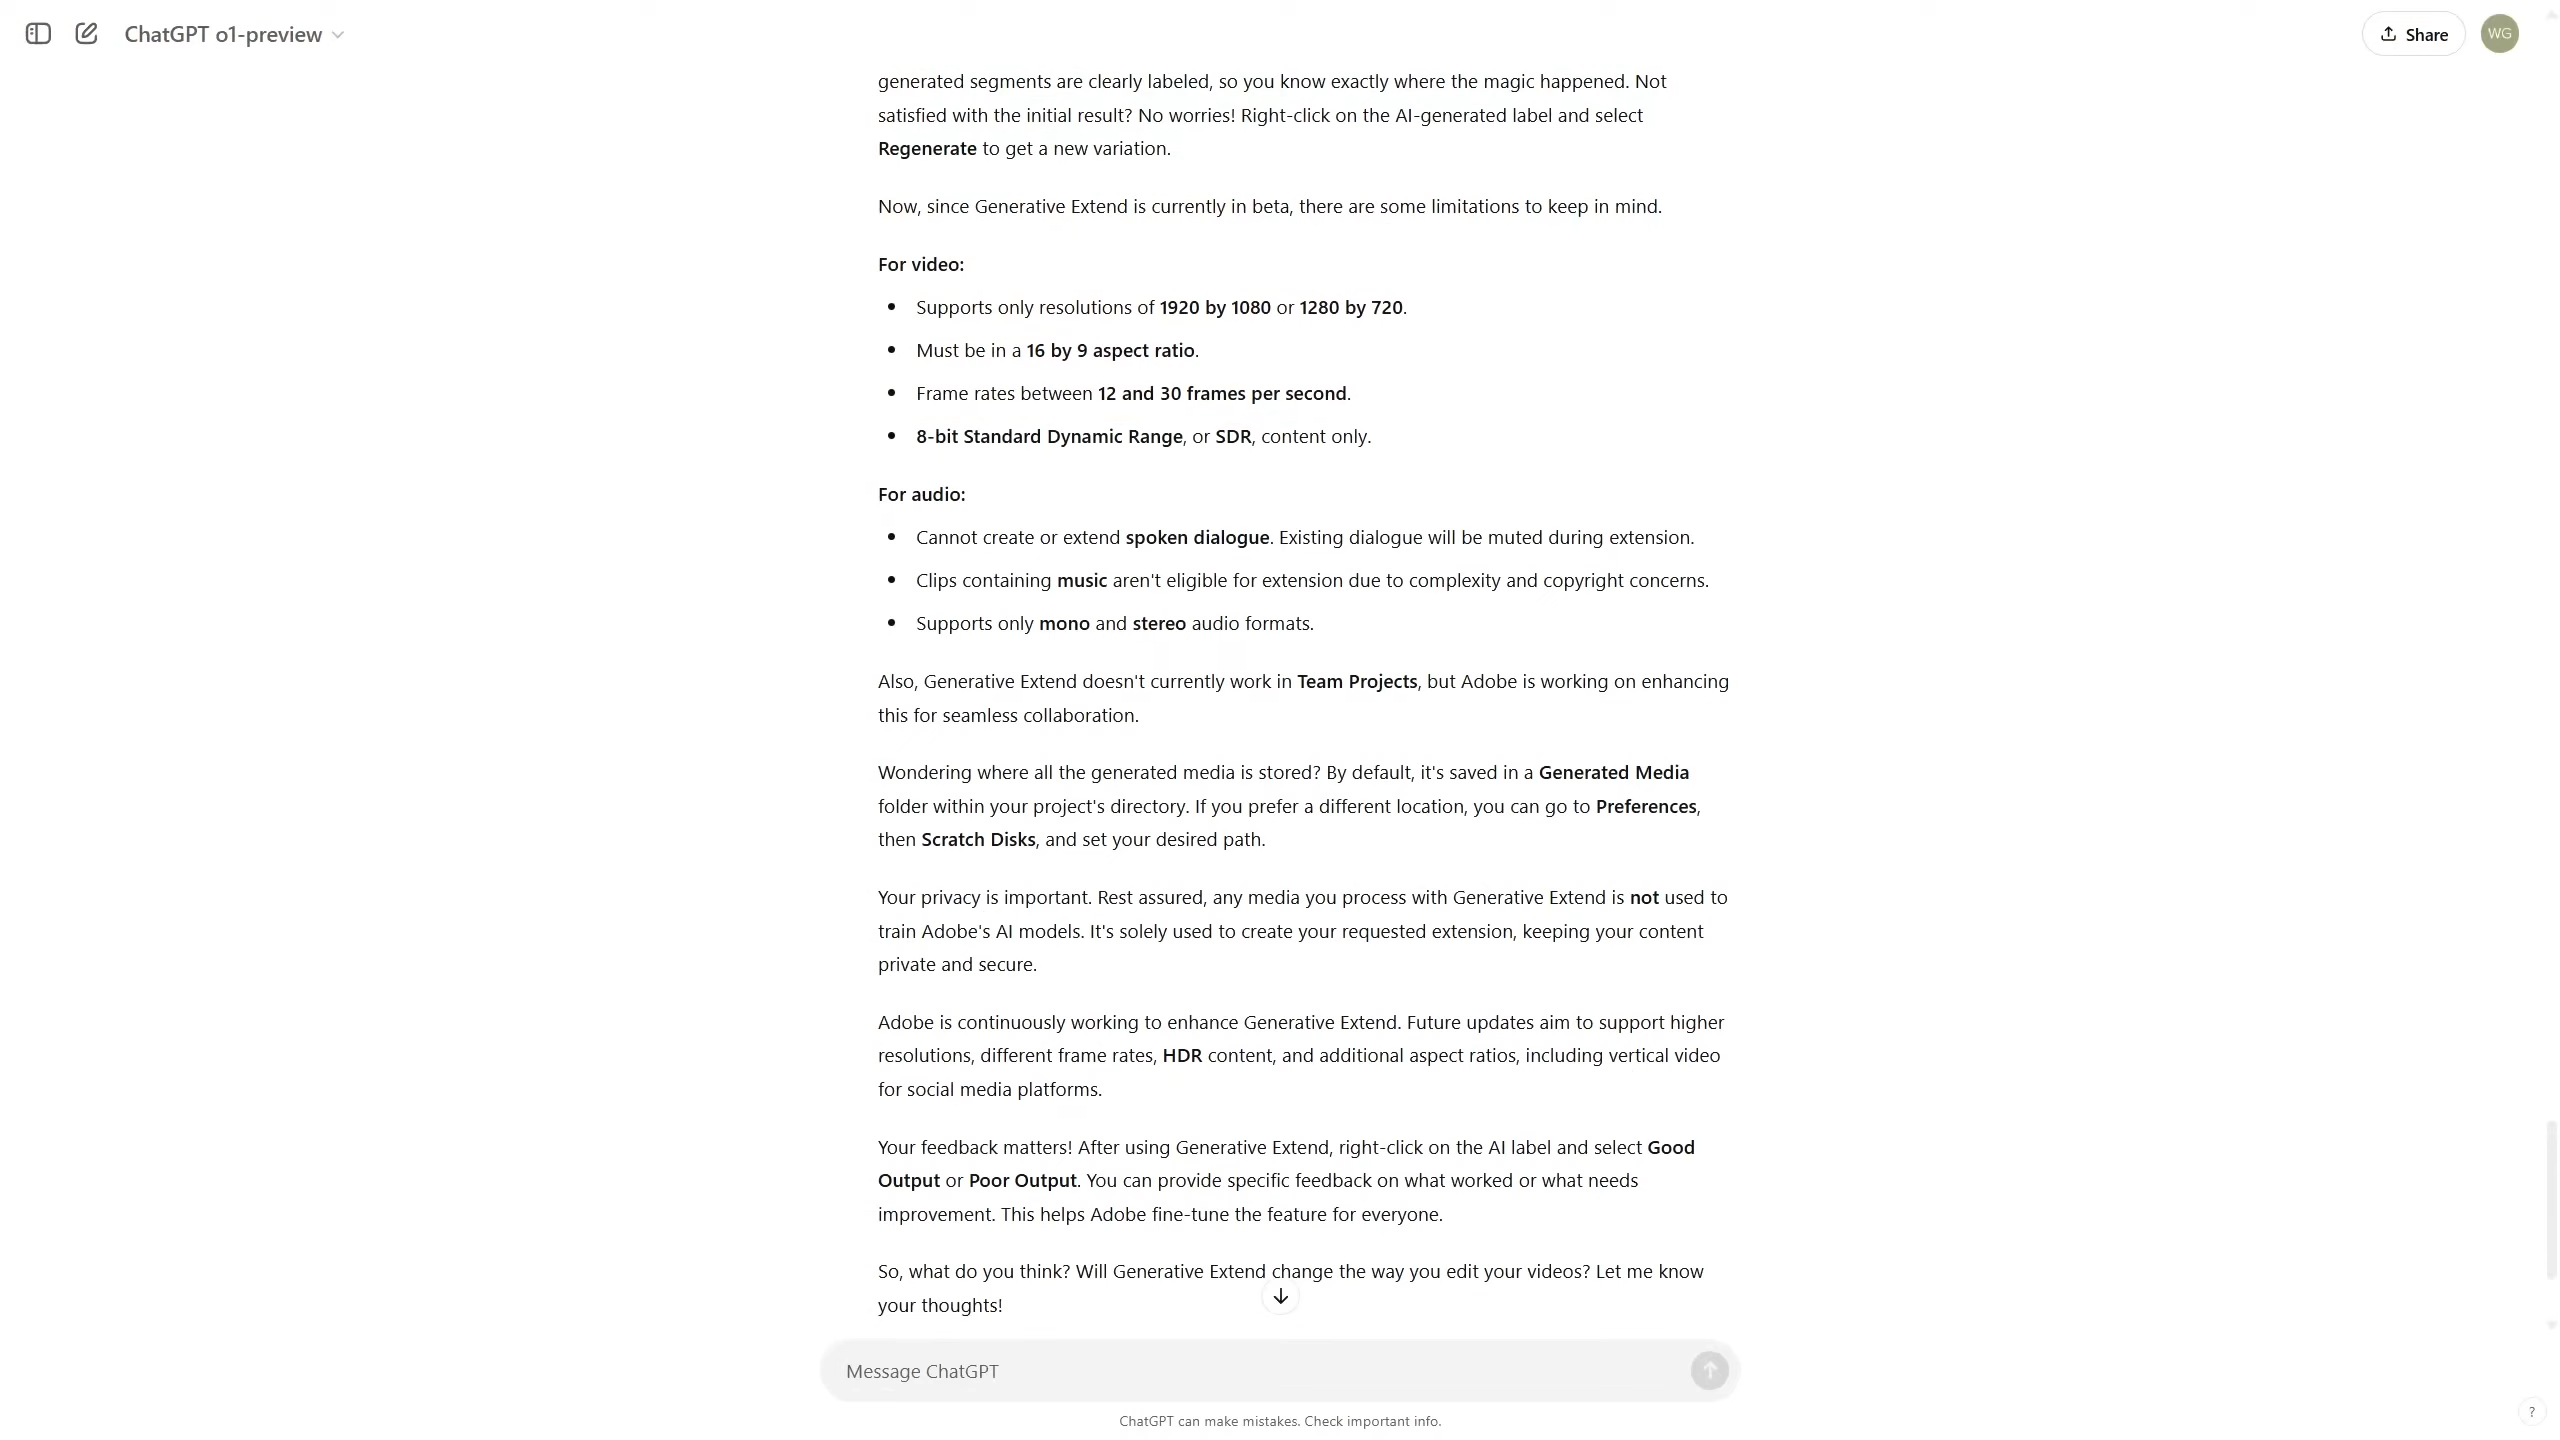 ChatGPT o1-preview
Share
WG
generated segments are clearly labeled, so you know exactly where the magic happened. Not
satisfied with the initial result? No worries! Right-click on the AI-generated label and select
Regenerate to get a new variation.
Now, since Generative Extend is currently in beta, there are some limitations to keep in mind.
For video:
• Supports only resolutions of 1920 by 1080 or 1280 by 720.
• Must be in a 16 by 9 aspect ratio.
• Frame rates between 12 and 30 frames per second.
• 8-bit Standard Dynamic Range, or SDR, content only.
For audio:
• Cannot create or extend spoken dialogue. Existing dialogue will be muted during extension.
• Clips containing music aren't eligible for extension due to complexity and copyright concerns.
• Supports only mono and stereo audio formats.
Also, Generative Extend doesn't currently work in Team Projects, but Adobe is working on enhancing
this for seamless collaboration.
Wondering where all the generated media is stored? By default, it's saved in a Generated Media
folder within your project's directory. If you prefer a different location, you can go to Preferences,
then Scratch Disks, and set your desired path.
Your privacy is important. Rest assured, any media you process with Generative Extend is not used to
train Adobe's AI models. It's solely used to create your requested extension, keeping your content
private and secure.
Adobe is continuously working to enhance Generative Extend. Future updates aim to support higher
resolutions, different frame rates, HDR content, and additional aspect ratios, including vertical video
for social media platforms.
Your feedback matters! After using Generative Extend, right-click on the AI label and select Good
Output or Poor Output. You can provide specific feedback on what worked or what needs
improvement. This helps Adobe fine-tune the feature for everyone.
So, what do you think? Will Generative Extend change the way you edit your videos? Let me know
your thoughts!
Message ChatGPT
ChatGPT can make mistakes. Check important info.
?